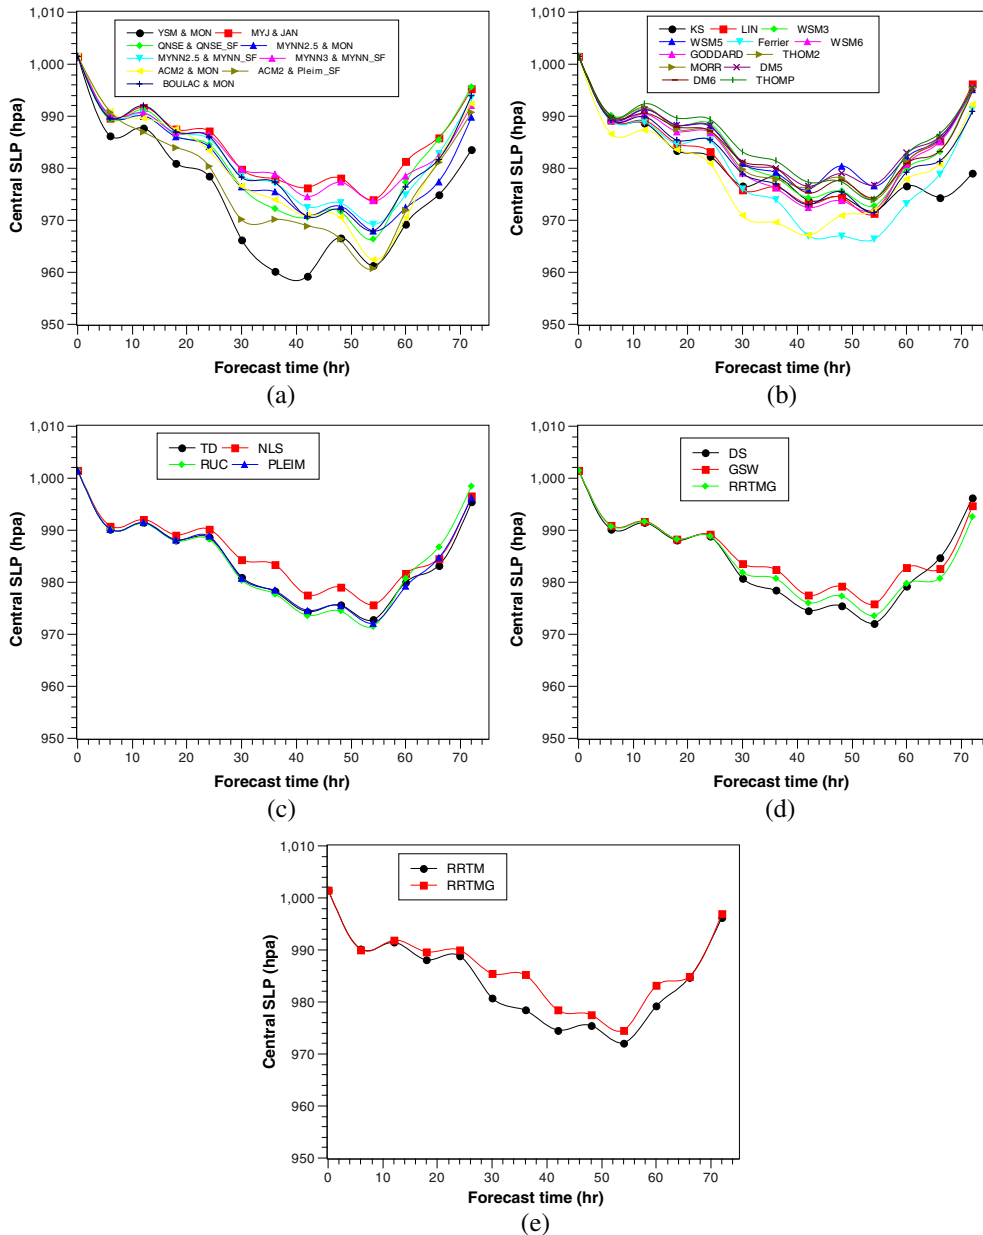 1,010
1,000
990
980
970
960
950
Central SLP (hpa)
0 10 20 30 40 50 60 70
Forecast time (hr)
YSM & MON MYJ & JAN
QNSE & QNSE_SF MYNN2.5 & MON
MYNN2.5 & MYNN_SF MYNN3 & MYNN_SF
ACM2 & MON ACM2 & Pleim_SF
BOULAC & MON
(a)
1,010
1,000
990
980
970
960
950
Central SLP (hpa)
0 10 20 30 40 50 60 70
Forecast time (hr)
KS LIN WSM3
WSM5 Ferrier WSM6
GODDARD THOM2
MORR DM5
DM6 THOMP
(b)
1,010
1,000
990
980
970
960
950
Central SLP (hpa)
0 10 20 30 40 50 60 70
Forecast time (hr)
TD NLS
RUC PLEIM
(c)
1,010
1,000
990
980
970
960
950
Central SLP (hpa)
0 10 20 30 40 50 60 70
Forecast time (hr)
DS
GSW
RRTMG
(d)
1,010
1,000
990
980
970
960
950
Central SLP (hpa)
0 10 20 30 40 50 60 70
Forecast time (hr)
RRTM
RRTMG
(e)